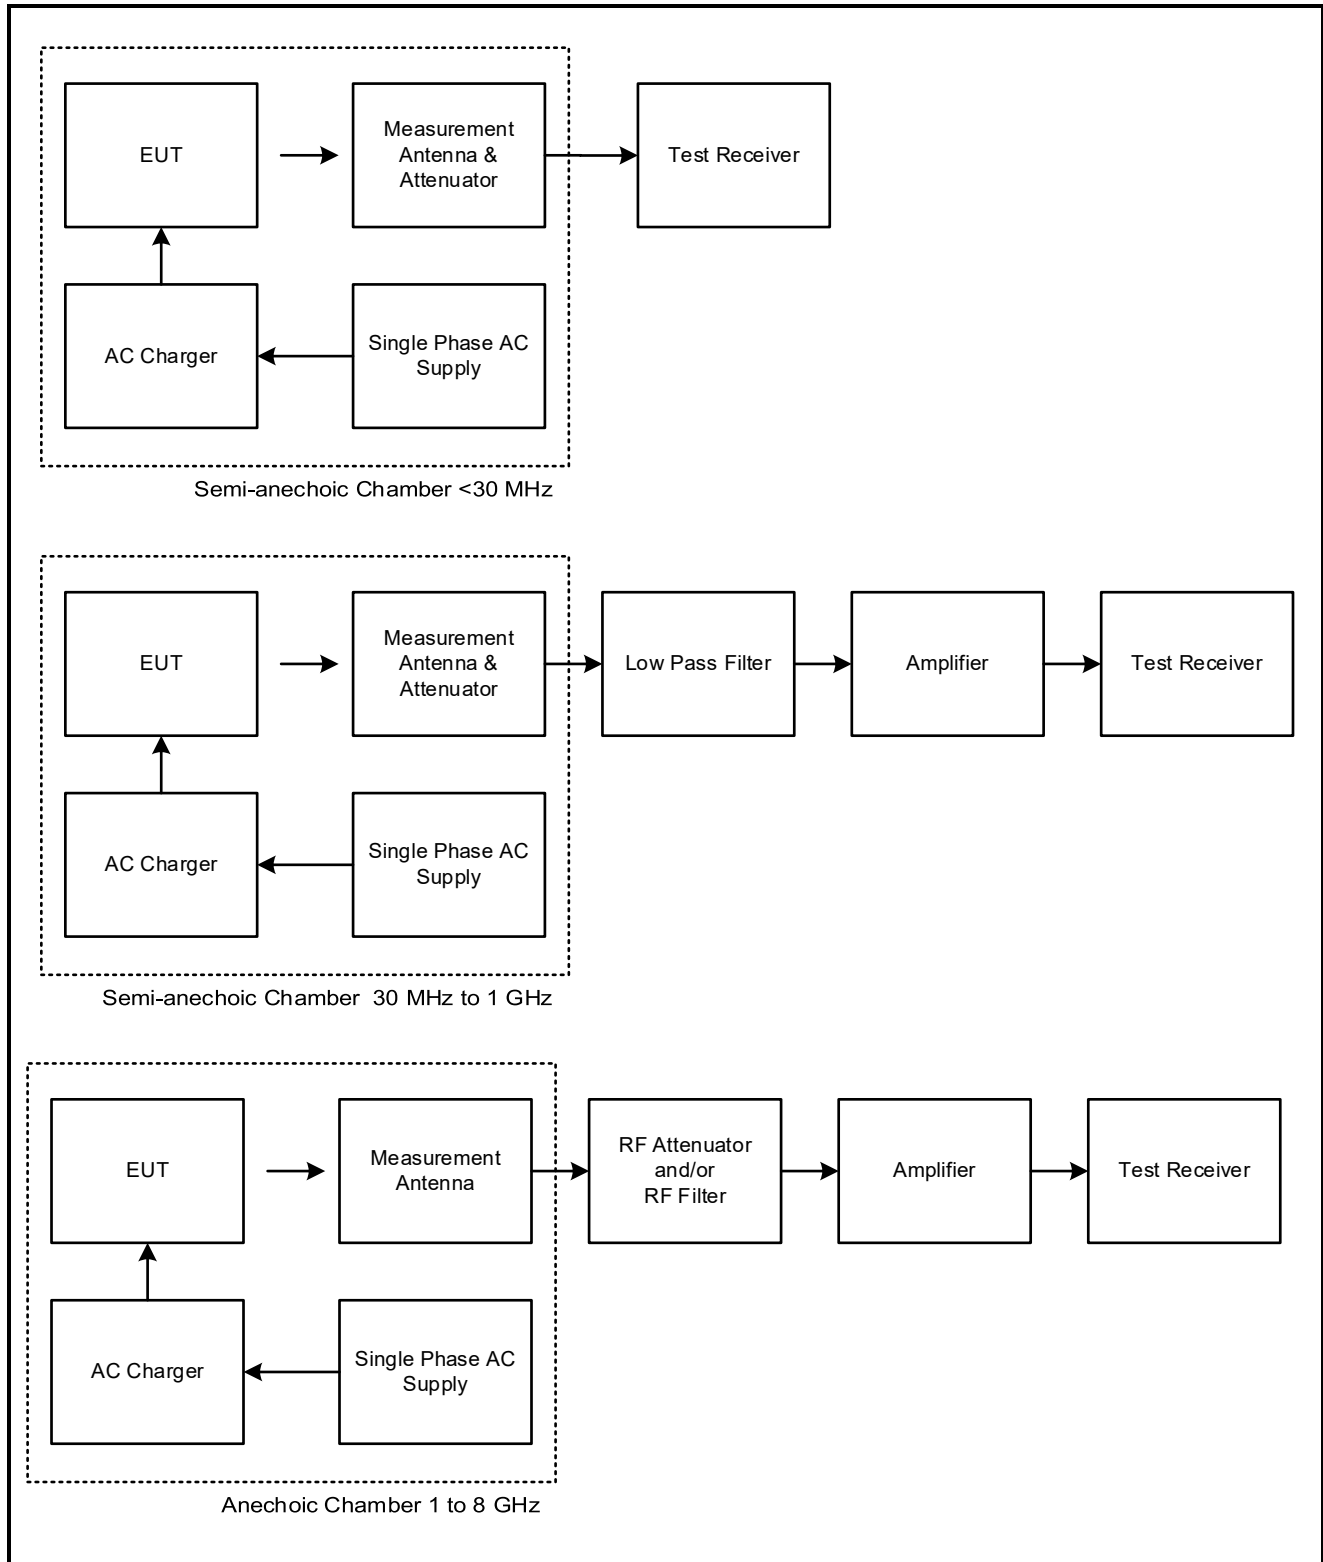 EUT
Measurement
Antenna &
Attenuator
Test Receiver
AC Charger
Single Phase AC
Supply
Semi-anechoic Chamber <30 MHz
EUT
Measurement
Antenna &
Attenuator
Low Pass Filter
Amplifier
Test Receiver
AC Charger
Single Phase AC
Supply
Semi-anechoic Chamber 30 MHz to 1 GHz
EUT
Measurement
Antenna
RF Attenuator
and/or
RF Filter
Amplifier
Test Receiver
AC Charger
Single Phase AC
Supply
Anechoic Chamber 1 to 8 GHz